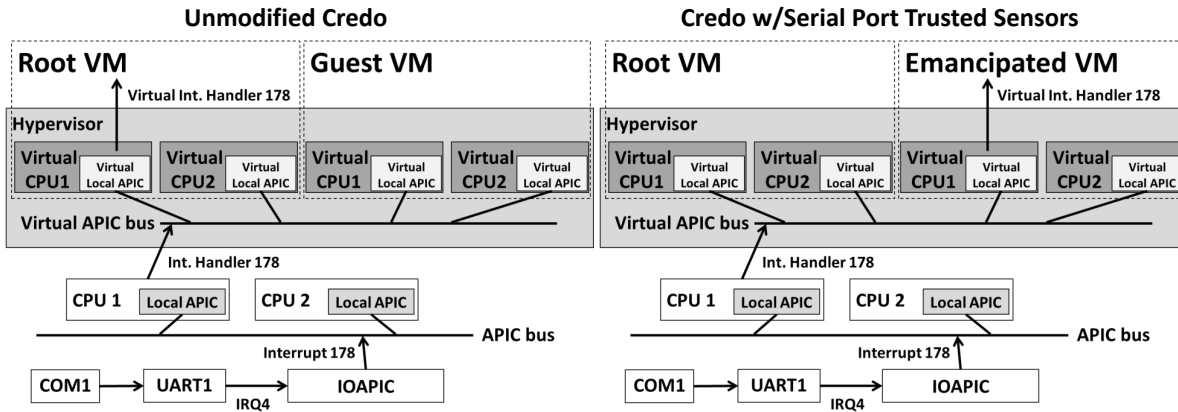 Unmodified Credo
Root VM
Guest VM
Virtual Int. Handler 178
Hypervisor
Virtual
CPU1
Virtual
Local APIC
Virtual
CPU2
Virtual
Local APIC
Virtual
CPU1
Virtual
Local APIC
Virtual
CPU2
Virtual
Local APIC
Virtual APIC bus
Int. Handler 178
CPU 1
Local APIC
CPU 2
Local APIC
APIC bus
Interrupt 178
COM1
UART1
IRQ4
IOAPIC
Credo w/Serial Port Trusted Sensors
Root VM
Emancipated VM
Virtual Int. Handler 178
Hypervisor
Virtual
CPU1
Virtual
Local APIC
Virtual
CPU2
Virtual
Local APIC
Virtual
CPU1
Virtual
Local APIC
Virtual
CPU2
Virtual
Local APIC
Virtual APIC bus
Int. Handler 178
CPU 1
Local APIC
CPU 2
Local APIC
APIC bus
Interrupt 178
COM1
UART1
IRQ4
IOAPIC